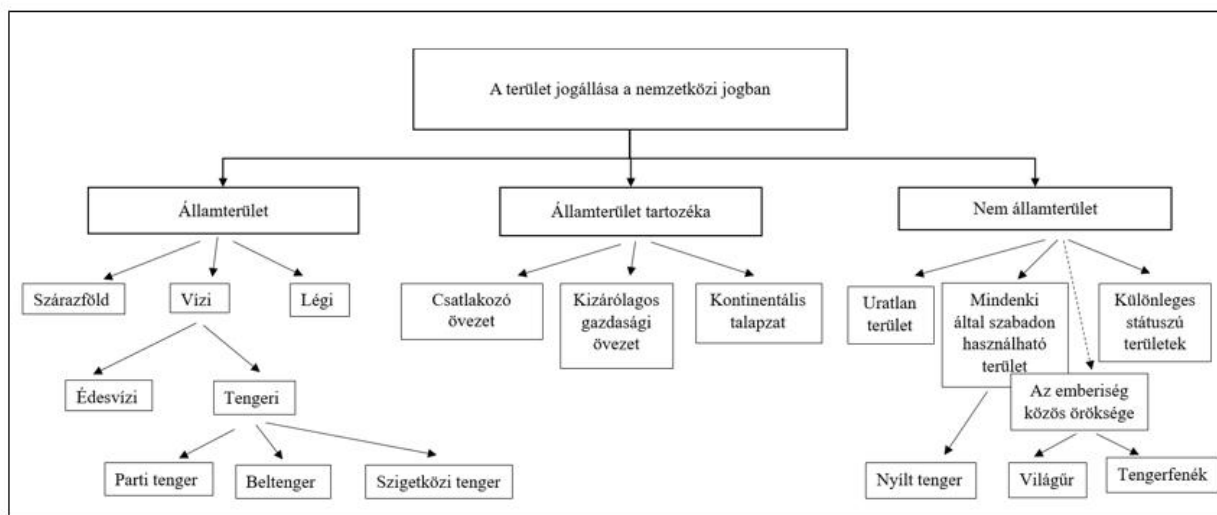 A terület jogállása a nemzetközi jogban
Államterület
Államterület tartozéka
Nem államterület
Szárazföld
Vizi
Légi
Csatlakozó
övezet
Kizárólagos
gazdasági
övezet
Kontinentális
talapzat
Uratlan
terület
Mindenki
által szabadon
használható
terület
Különleges
státuszú
területek
Édesvízi
Tengeri
Az emberiség
közös öröksége
Parti tenger
Beltenger
Szigetközi tenger
Nyílt tenger
Világűr
Tengerfenék